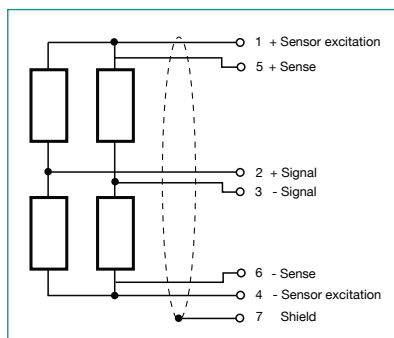 1 + Sensor excitation
5 + Sense
2 + Signal
3 - Signal
6 - Sense
4 - Sensor excitation
7 Shield